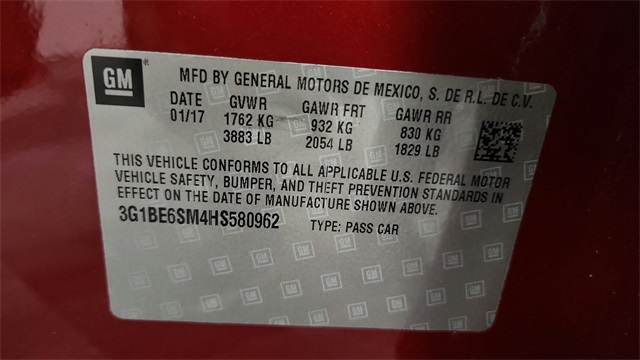 GM
MFD BY GENERAL MOTORS DE MEXICO, S. DE R.L. DE C.V.
DATE GVWR GAWR FRT GAWR RR
01/17 1762 KG 932 KG 830 KG
3883 LB 2054 LB 1829 LB
THIS VEHICLE CONFORMS TO ALL APPLICABLE U.S. FEDERAL MOTOR
VEHICLE SAFETY, BUMPER, AND THEFT PREVENTION STANDARDS IN
EFFECT ON THE DATE OF MANUFACTURE SHOWN ABOVE.
3G1BE6SM4HS580962 TYPE: PASS CAR